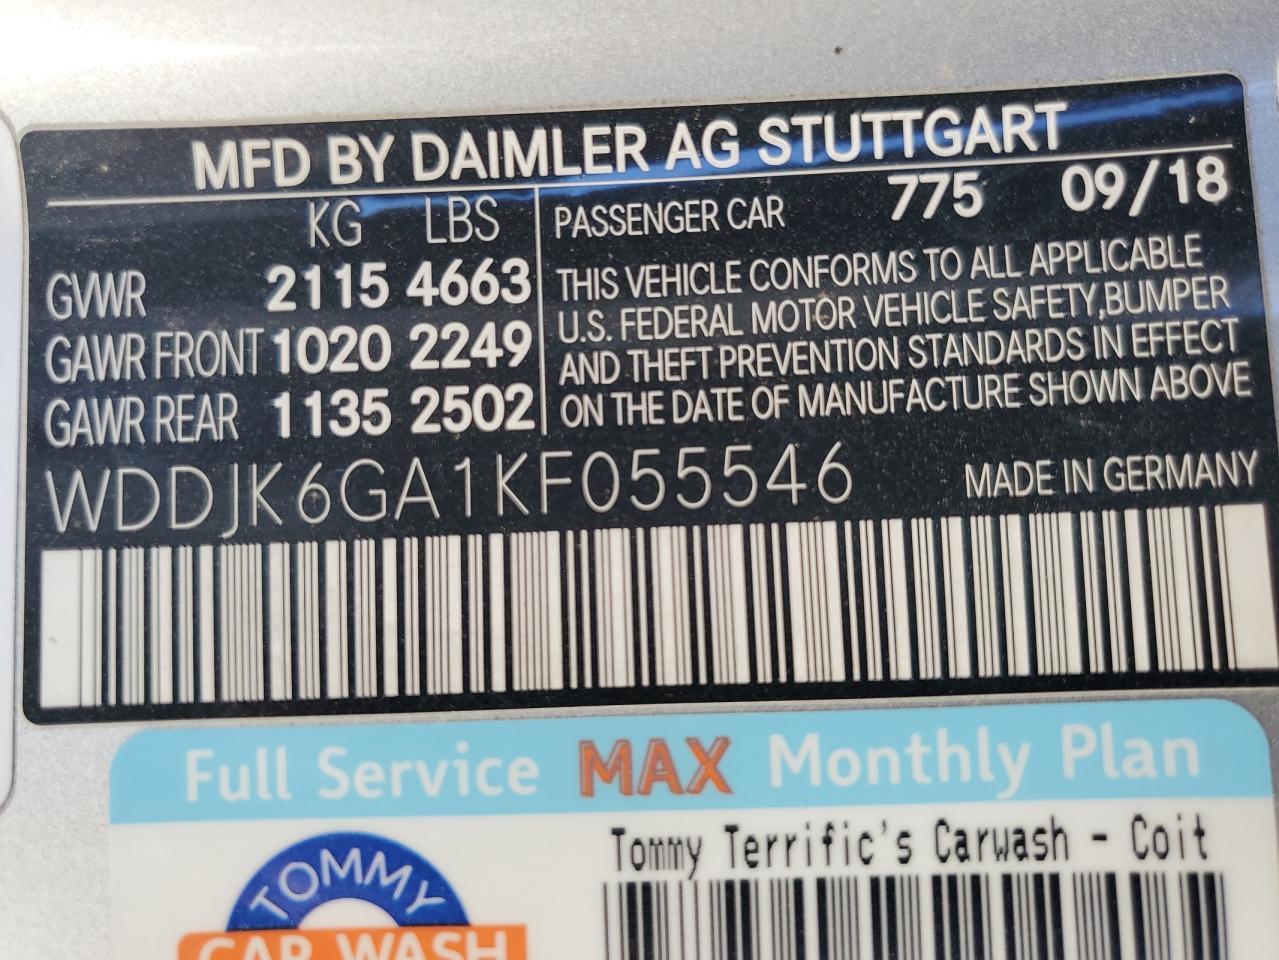 MFD BY DAIMLER AG STUTTGART
KG LBS
GVWR 2115 4663
GAWR FRONT 1020 2249
GAWR REAR 1135 2502
PASSENGER CAR 775 09/18
THIS VEHICLE CONFORMS TO ALL APPLICABLE
U.S. FEDERAL MOTOR VEHICLE SAFETY,BUMPER
AND THEFT PREVENTION STANDARDS IN EFFECT
ON THE DATE OF MANUFACTURE SHOWN ABOVE
WDDJK6GA1KF055546 MADE IN GERMANY
Full Service MAX Monthly Plan
Tommy Terrific's Carwash - Coit
TOMMY
CAR WASH